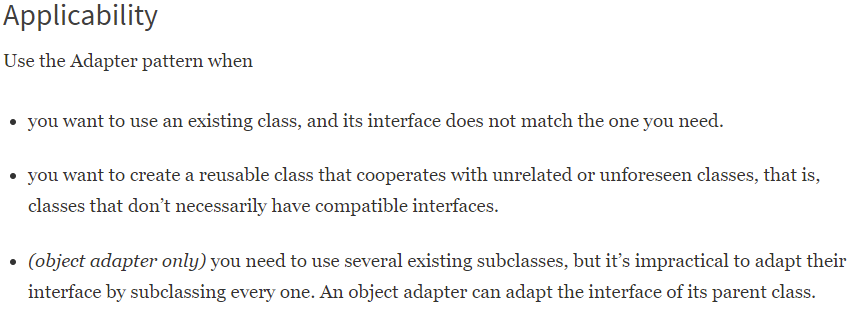 Applicability
Use the Adapter pattern when
• you want to use an existing class, and its interface does not match the one you need.
• you want to create a reusable class that cooperates with unrelated or unforeseen classes, that is,
classes that don’t necessarily have compatible interfaces.
• (object adapter only) you need to use several existing subclasses, but it’s impractical to adapt their
interface by subclassing every one. An object adapter can adapt the interface of its parent class.